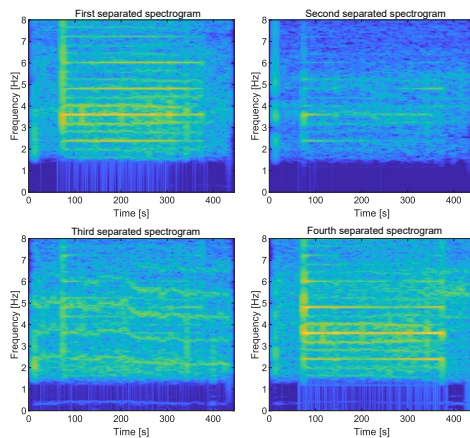 First separated spectrogram
Second separated spectrogram
8
7
6
5
4
3
2
1
0
Frequency [Hz]
0 100 200 300 400
Time [s]
8
7
6
5
4
3
2
1
0
Frequency [Hz]
0 100 200 300 400
Time [s]
Third separated spectrogram
Fourth separated spectrogram
8
7
6
5
4
3
2
1
0
Frequency [Hz]
0 100 200 300 400
Time [s]
8
7
6
5
4
3
2
1
0
Frequency [Hz]
0 100 200 300 400
Time [s]